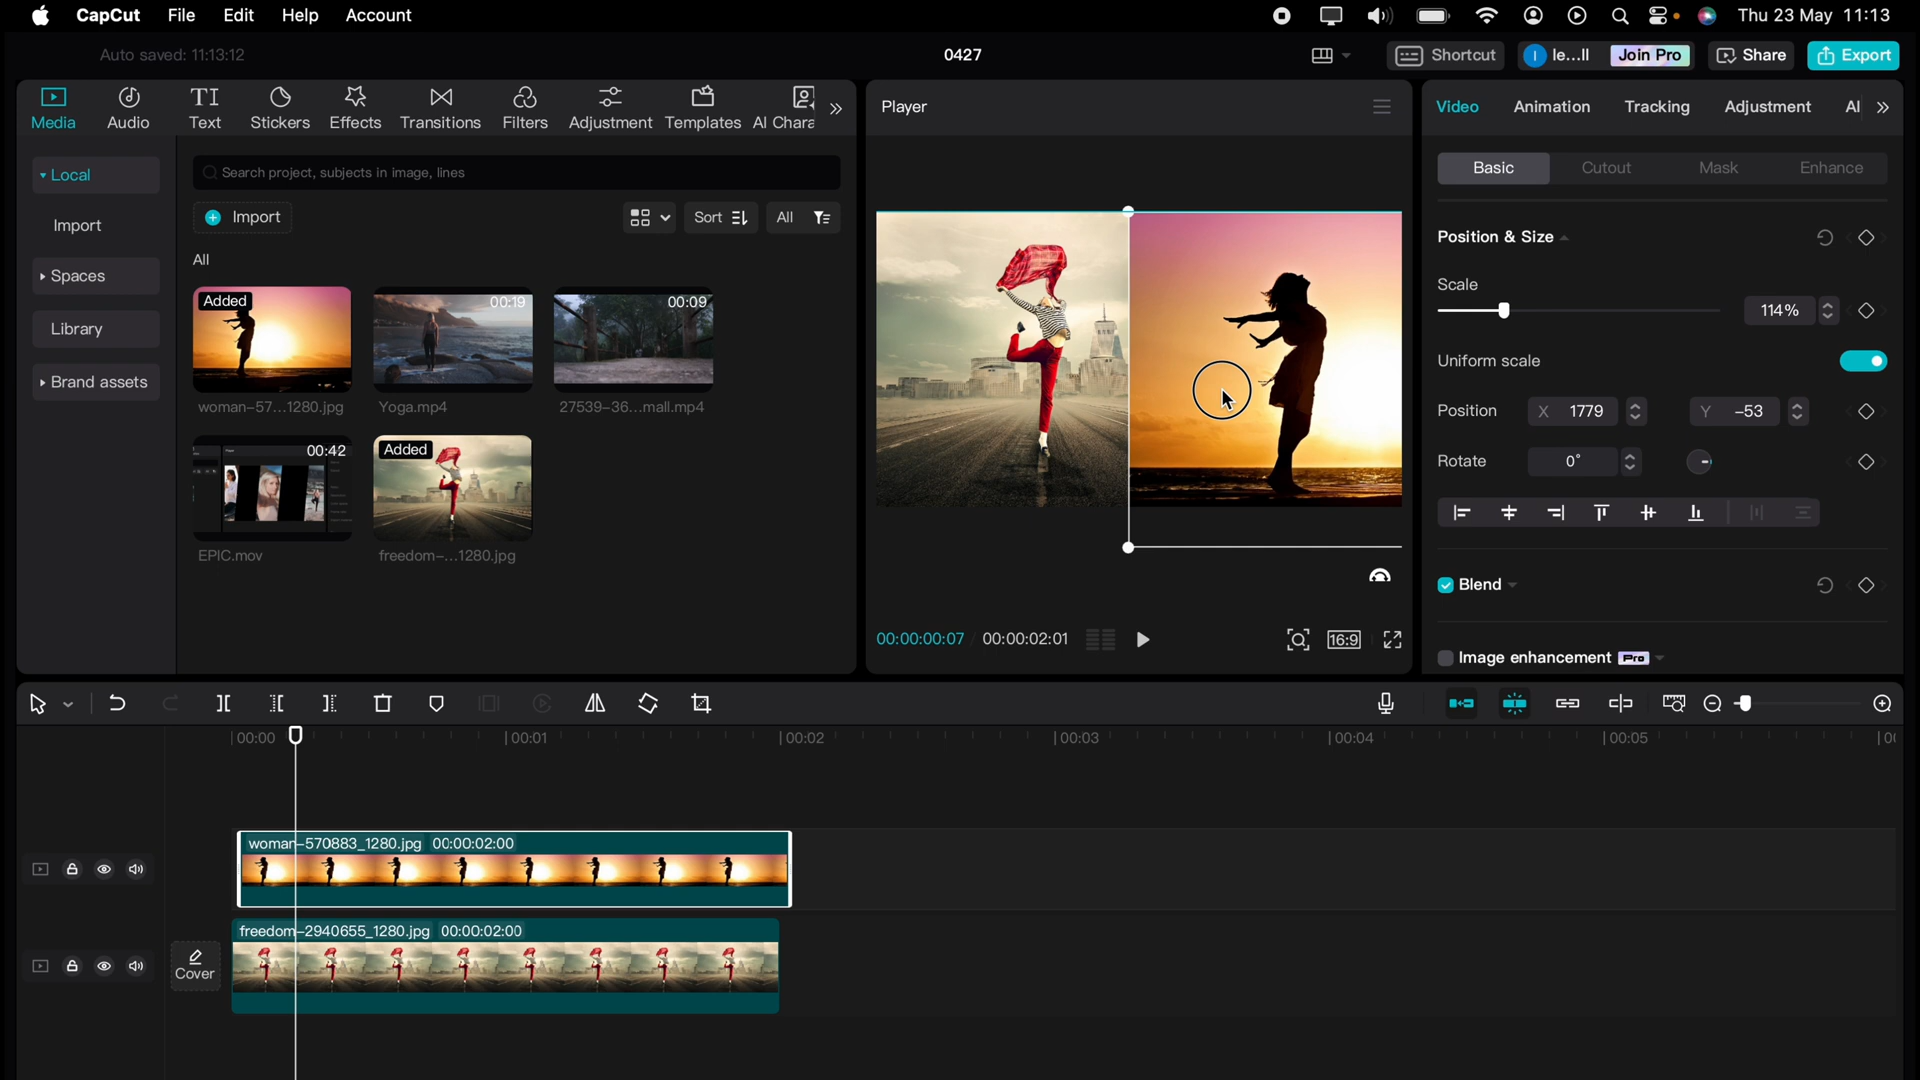 CapCut File Edit Help Account Thu 23 May 11:13
Auto saved: 11:13:12 0427 Shortcut I le...ll Join Pro Share Export
Media Audio Text Stickers Effects Transitions Filters Adjustment Templates AI Chara
Local
Import
Spaces
Library
Brand assets
Search project, subjects in image, lines
Import Sort All
All
Added 00:19 00:09
woman-57...1280.jpg Yoga.mp4 27539-36...mall.mp4
00:42 Added
EPIC.mov freedom-...1280.jpg
Player
00:00:00:07 / 00:00:02:01 16:9
Video Animation Tracking Adjustment AI
Basic Cutout Mask Enhance
Position & Size
Scale
114%
Uniform scale
Position X 1779 Y -53
Rotate 0°
Blend
Image enhancement Pro
00:00 00:01 00:02 00:03 00:04 00:05
woman-570883_1280.jpg 00:00:02:00
freedom-2940655_1280.jpg 00:00:02:00
Cover